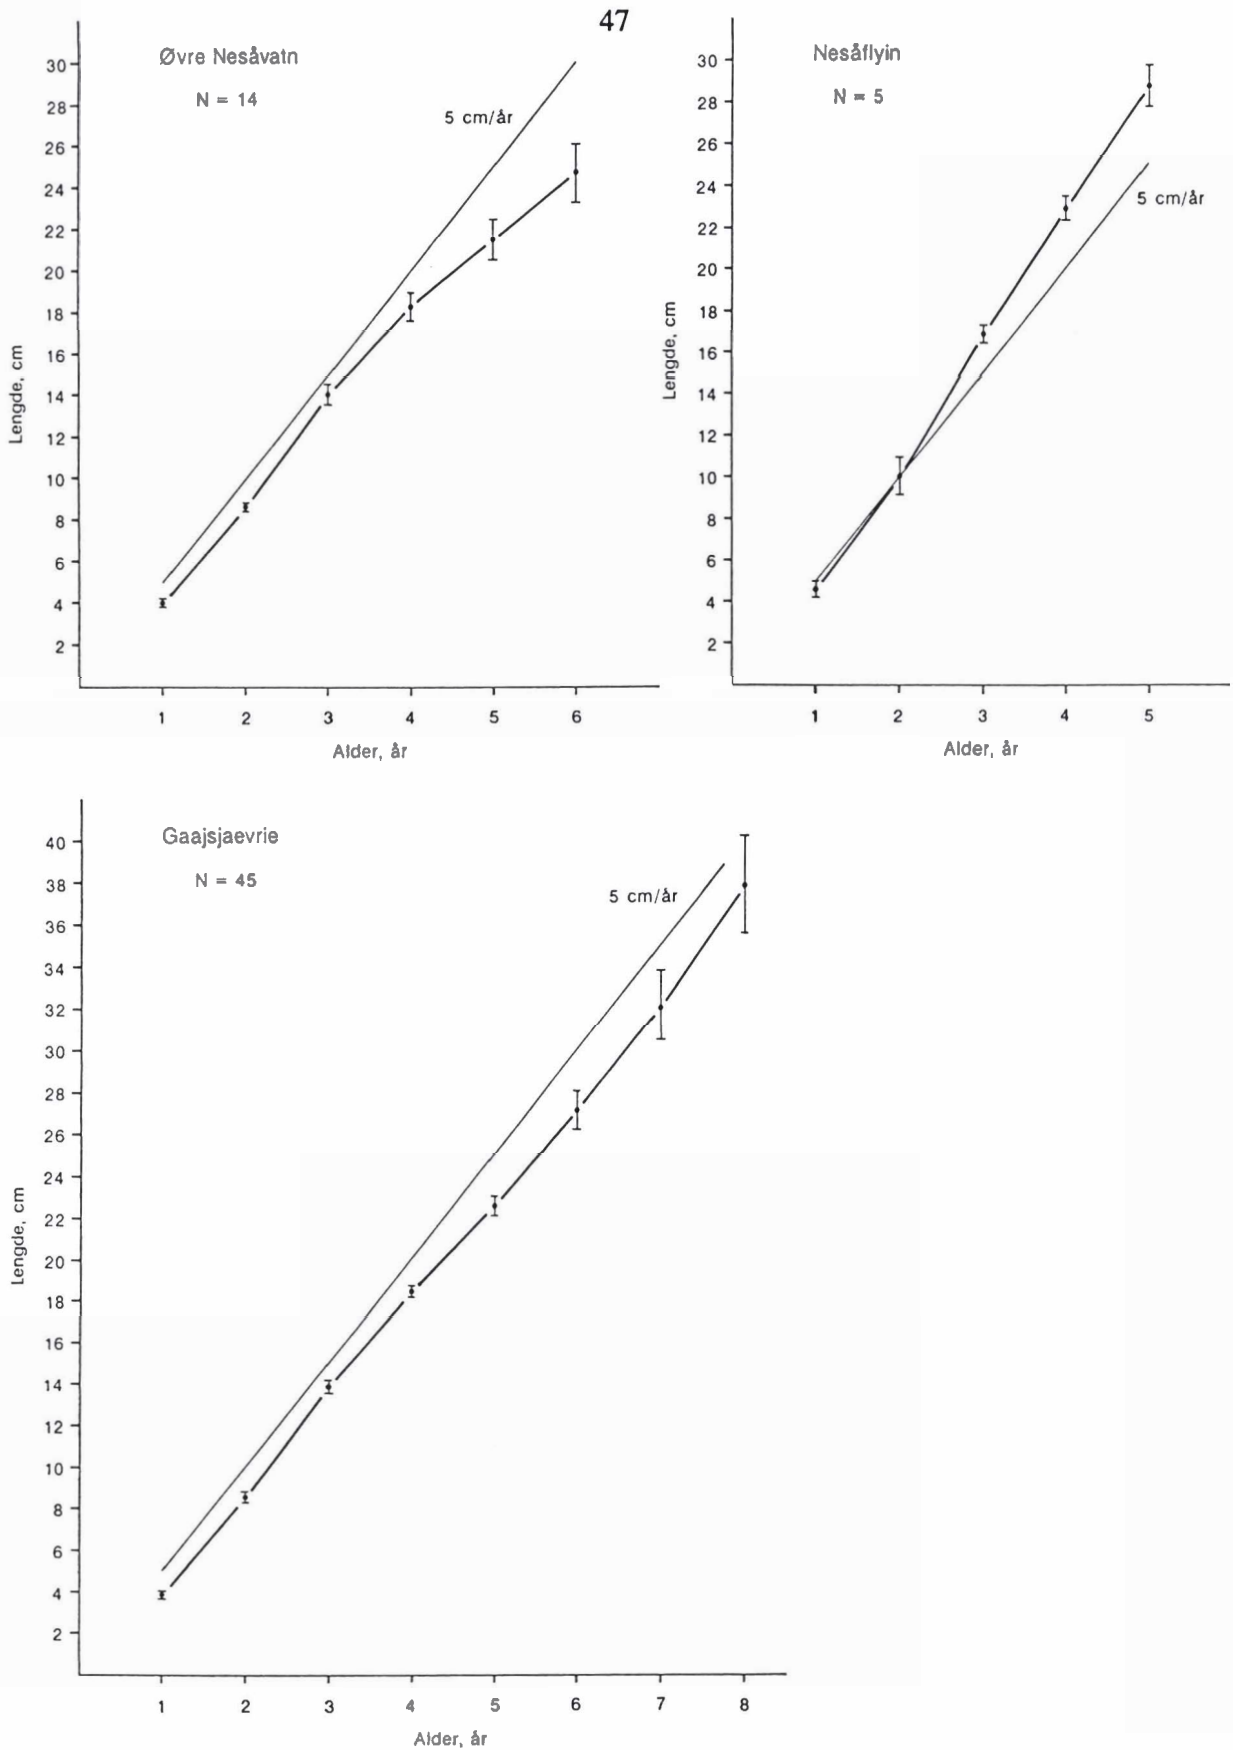 47
Øvre Nesåvatn
N = 14
5 cm/år
30
28
26
24
22
20
18
16
14
12
10
8
6
4
2
Lengde, cm
1 2 3 4 5 6
Alder, år
Nesåflyin
N = 5
5 cm/år
30
28
26
24
22
20
18
16
14
12
10
8
6
4
2
Lengde, cm
1 2 3 4 5
Alder, år
Gaajsjaevrie
N = 45
5 cm/år
40
38
36
34
32
30
28
26
24
22
20
18
16
14
12
10
8
6
4
2
Lengde, cm
1 2 3 4 5 6 7 8
Alder, år